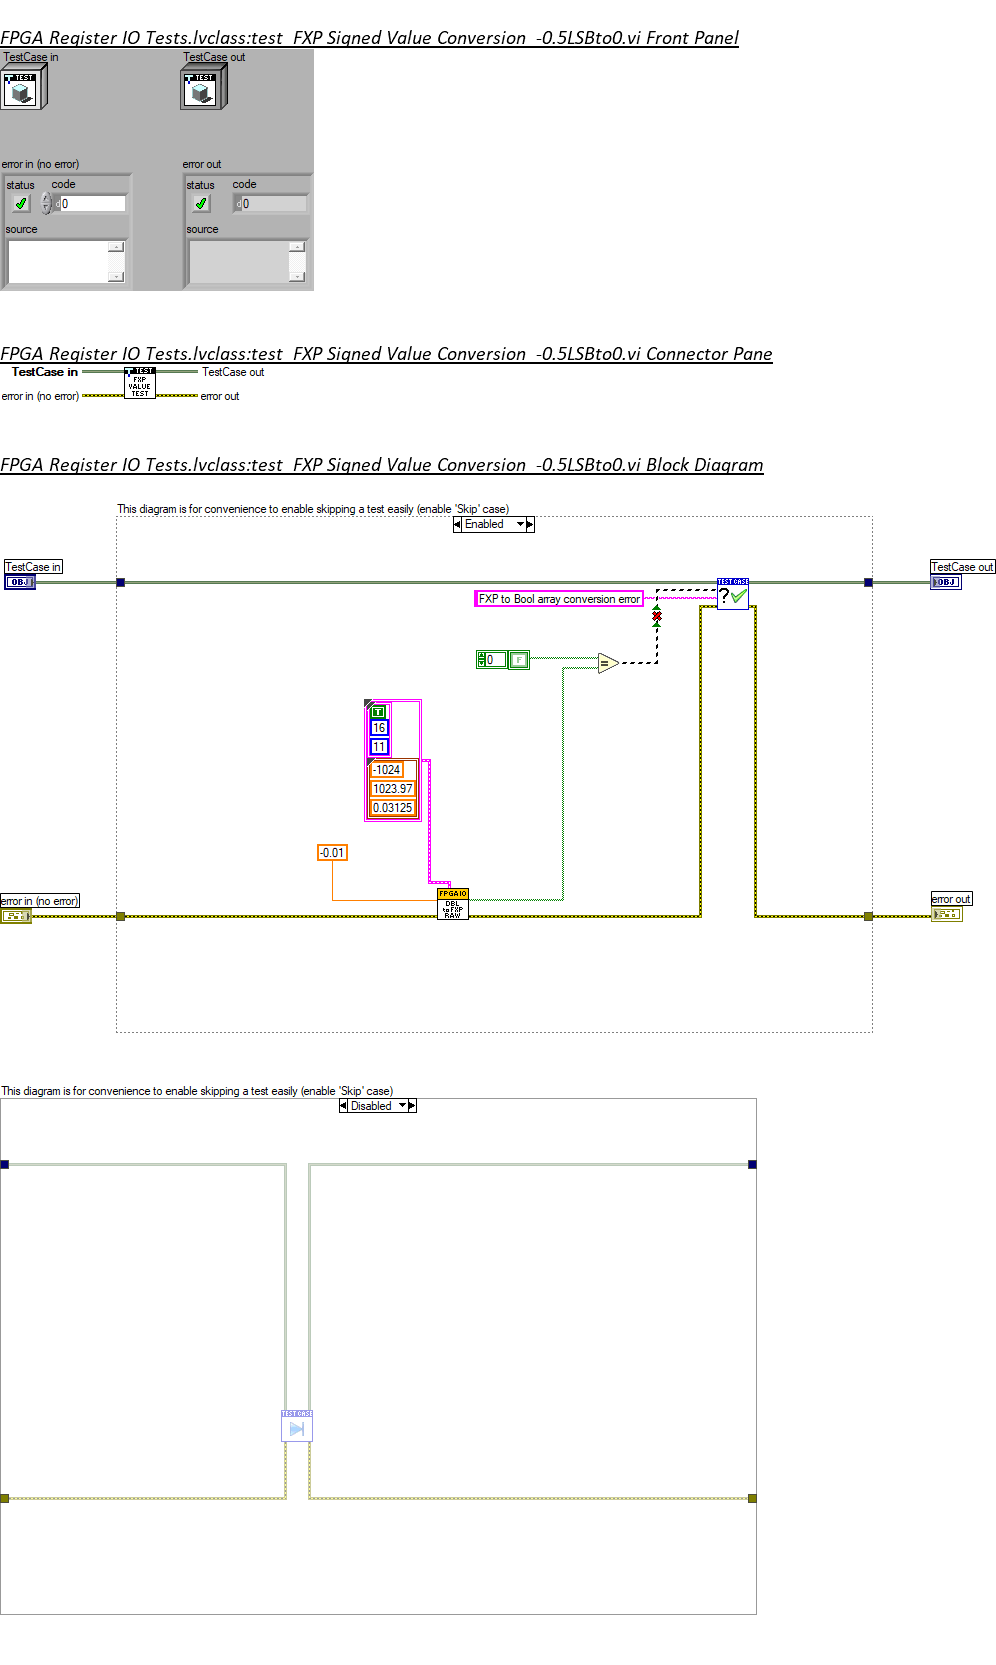 FPGA Register IO Tests.lvclass:test  FXP Signed Value Conversion  -0.5LSBto0.vi Front Panel
TestCase in
TestCase out
TEST
TEST
error in (no error)
error out
status
code
status
code
d
0
d
0
source
source
FPGA Register IO Tests.lvclass:test  FXP Signed Value Conversion  -0.5LSBto0.vi Connector Pane
TestCase in
TEST
TestCase out
FXP
VALUE
TEST
error in (no error)
error out
FPGA Register IO Tests.lvclass:test  FXP Signed Value Conversion  -0.5LSBto0.vi Block Diagram
This diagram is for convenience to enable skipping a test easily (enable 'Skip' case)
Enabled
TestCase in
OBJ
TestCase out
OBJ
TEST CASE
?
FXP to Bool array conversion error
0
F
=
T
16
11
-1024
1023.97
0.03125
-0.01
FPGA IO
DBL
to FXP
RAW
error in (no error)
error out
This diagram is for convenience to enable skipping a test easily (enable 'Skip' case)
Disabled
TEST CASE